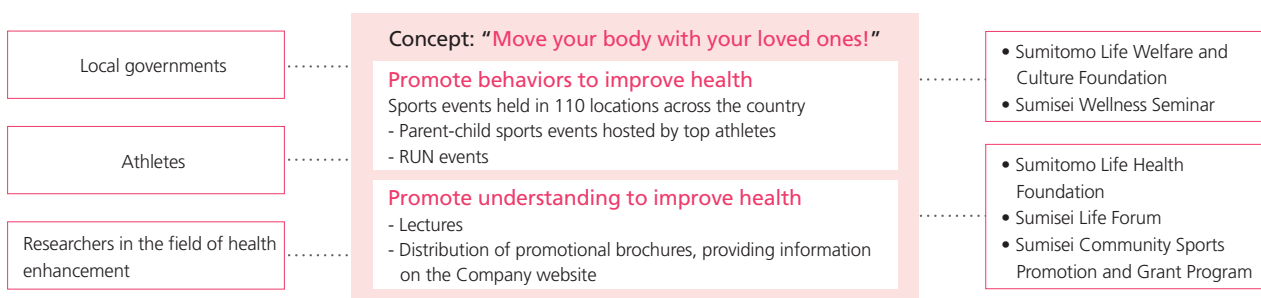 Local governments
Athletes
Researchers in the field of health
enhancement
Concept: “Move your body with your loved ones!”
Promote behaviors to improve health
Sports events held in 110 locations across the country
- Parent-child sports events hosted by top athletes
- RUN events
Promote understanding to improve health
- Lectures
- Distribution of promotional brochures, providing information
on the Company website
• Sumitomo Life Welfare and
Culture Foundation
• Sumisei Wellness Seminar
• Sumitomo Life Health
Foundation
• Sumisei Life Forum
• Sumisei Community Sports
Promotion and Grant Program